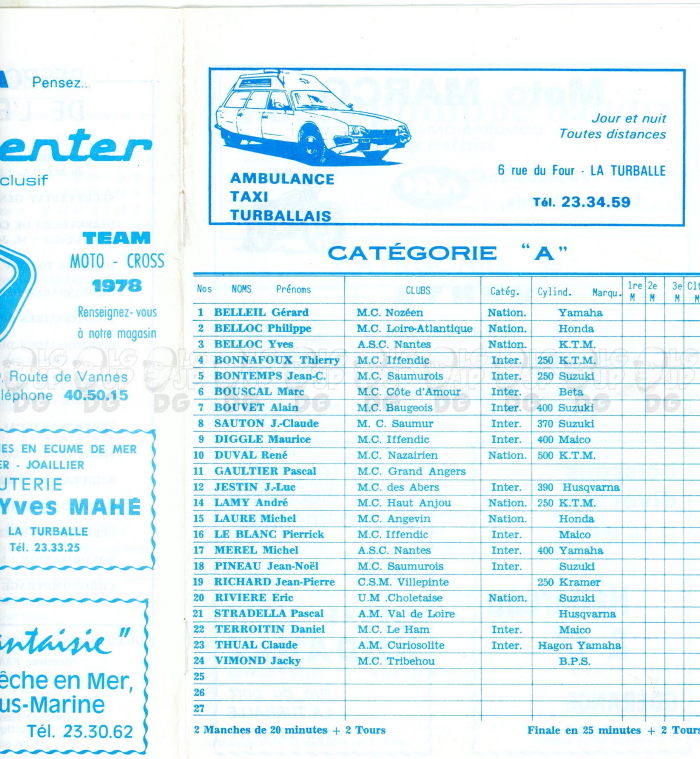 Pensez...
enter
clusif
TEAM
MOTO - CROSS
1978
Renseignez-vous
à notre magasin
, Route de Vannes
éléphone 40.50.15
ES EN ECUME DE MER
ER - JOAILLIER
UTERIE
Yves MAHÉ
LA TURBALLE
Tél. 23.33.25
antaisie"
êche en Mer,
us-Marine
Tél. 23.30.62
Jour et nuit
Toutes distances
6 rue du Four - LA TURBALLE
Tél. 23.34.59
AMBULANCE
TAXI
TURBALLAIS
CATÉGORIE "A"
Nos NOMS Prénoms CLUBS Catég. Cylind. Marqu. 1re M 2e M 3e M Clt
1 BELLEIL Gérard M.C. Nozéen Nation. Yamaha
2 BELLOC Philippe M.C. Loire-Atlantique Nation. Honda
3 BELLOC Yves A.S.C. Nantes Nation. K.T.M.
4 BONNAFOUX Thierry M.C. Iffendic Inter. 250 K.T.M.
5 BONTEMPS Jean-C. M.C. Saumurois Inter. 250 Suzuki
6 BOUSCAL Marc M.C. Côte d'Amour Inter. Beta
7 BOUVET Alain M.C. Baugeois Inter. 400 Suzuki
8 SAUTON J.-Claude M. C. Saumur Inter. 370 Suzuki
9 DIGGLE Maurice M.C. Iffendic Inter. 400 Maico
10 DUVAL René M.C. Nazairien Nation. 500 K.T.M.
11 GAULTIER Pascal M.C. Grand Angers
12 JESTIN J.-Luc M.C. des Abers Inter. 390 Husqvarna
14 LAMY André M.C. Haut Anjou Nation. 250 K.T.M.
15 LAURE Michel M.C. Angevin Nation. Honda
16 LE BLANC Pierrick M.C. Iffendic Inter. Maico
17 MEREL Michel A.S.C. Nantes Inter. 400 Yamaha
18 PINEAU Jean-Noël M.C. Saumurois Inter. Suzuki
19 RICHARD Jean-Pierre C.S.M. Villepinte 250 Kramer
20 RIVIERE Eric U.M .Choletaise Nation. Suzuki
21 STRADELLA Pascal A.M. Val de Loire Husqvarna
22 TERROITIN Daniel M.C. Le Ham Inter. Maico
23 THUAL Claude A.M. Curiosolite Inter. Hagon Yamaha
24 VIMOND Jacky M.C. Tribehou B.P.S.
25
26
27
2 Manches de 20 minutes + 2 Tours Finale en 25 minutes + 2 Tours